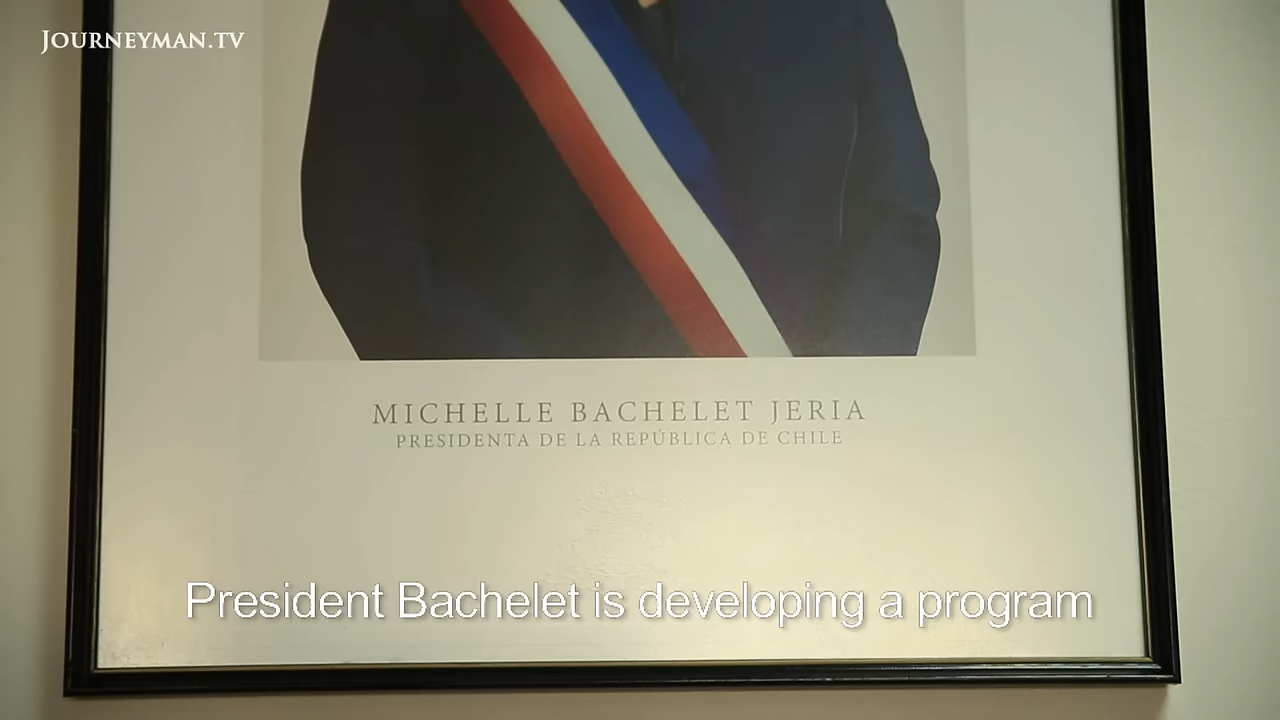 JOURNEYMAN.TV
MICHELLE BACHELET JERIA
PRESIDENTA DE LA REPÚBLICA DE CHILE
President Bachelet is developing a program